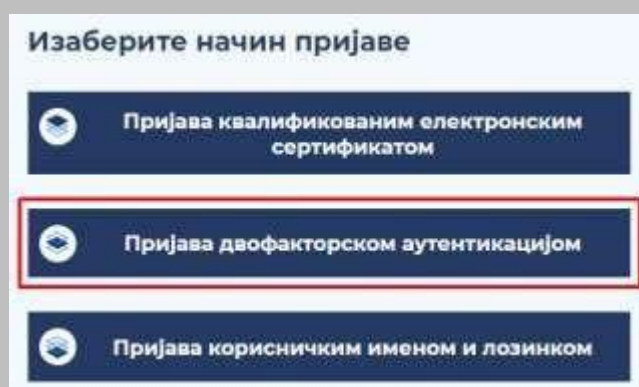 Изаберите начин пријаве
Пријава квалификованим електронским
сертификатом
Пријава двофакторском аутентикацијом
Пријава корисничким именом и лозинком